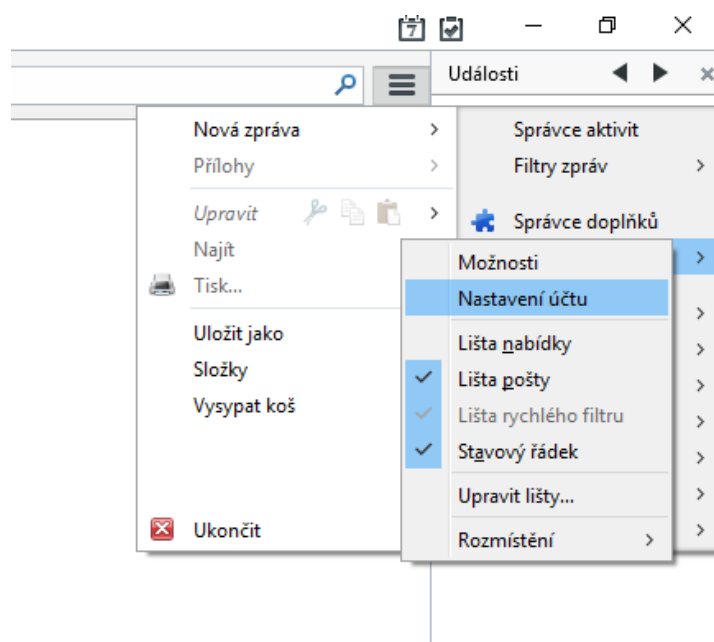 7
Události
Nová zpráva
Přílohy
Upravit
Najít
Tisk...
Uložit jako
Složky
Vysypat koš
Ukončit
Správce aktivit
Filtry zpráv
Správce doplňků
Možnosti
Nastavení účtu
Lišta nabídky
Lišta pošty
Lišta rychlého filtru
Stavový řádek
Upravit lišty...
Rozmístění